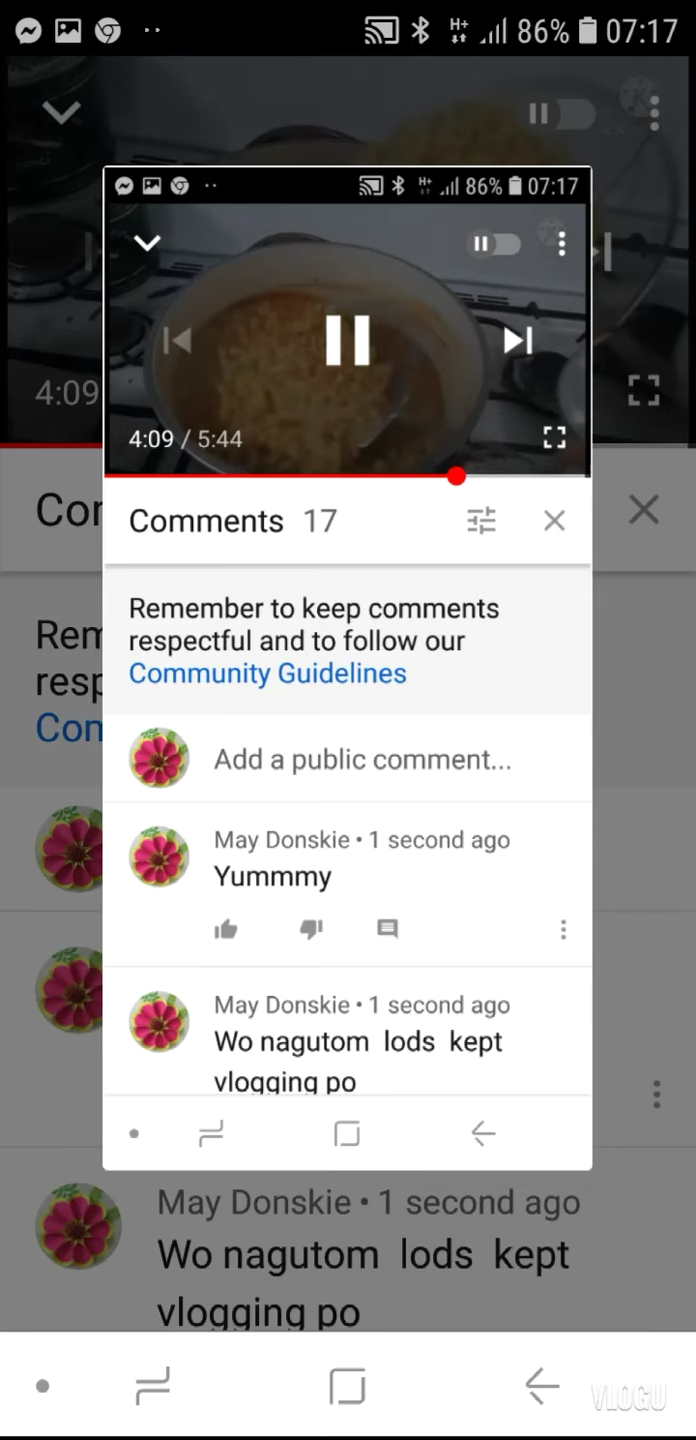 H+ 86% 07:17
H+ 86% 07:17
4:09
4:09 / 5:44
Comments 17
Remember to keep comments
respectful and to follow our
Community Guidelines
Add a public comment...
May Donskie • 1 second ago
Yummmy
May Donskie • 1 second ago
Wo nagutom lods kept
vlogging po
May Donskie • 1 second ago
Wo nagutom lods kept
vlogging po
VLOGU